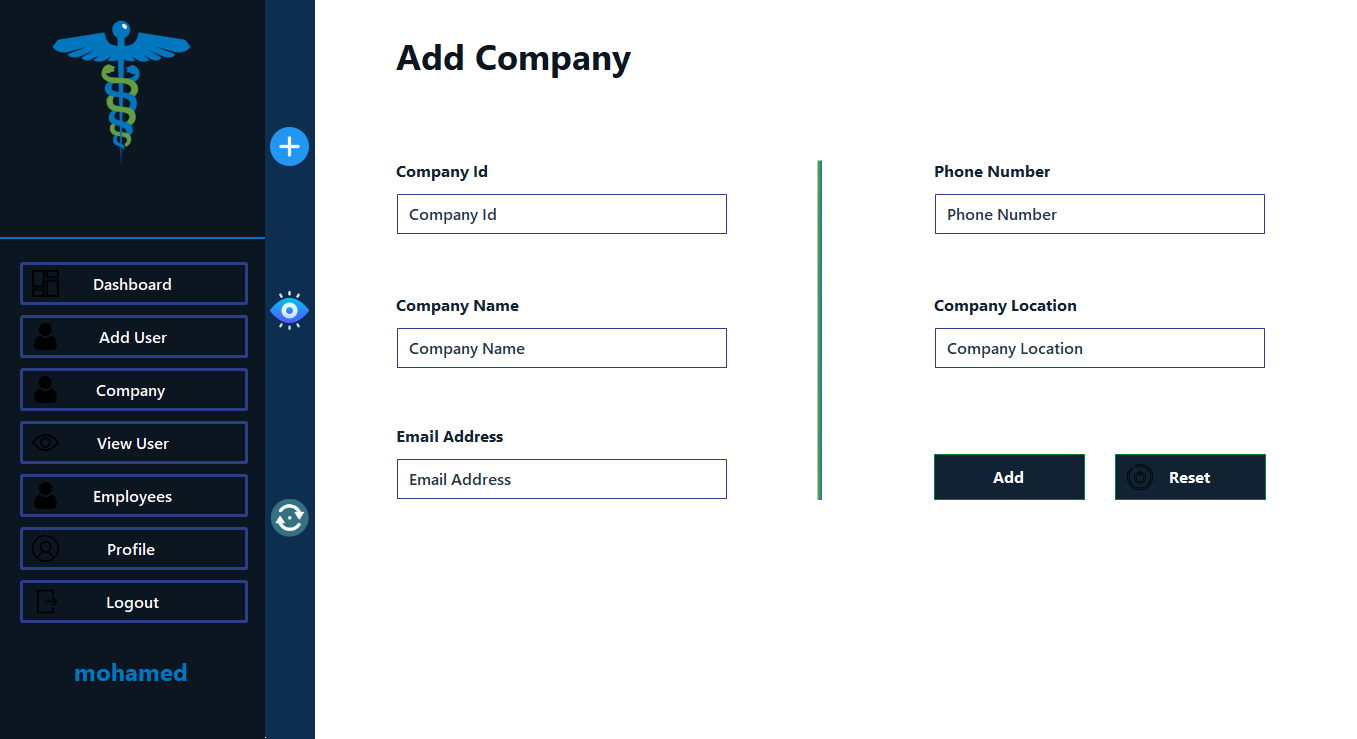 Dashboard
Add User
Company
View User
Employees
Profile
Logout
mohamed
Add Company
Company Id
Company Id
Company Name
Company Name
Email Address
Email Address
Phone Number
Phone Number
Company Location
Company Location
Add
Reset